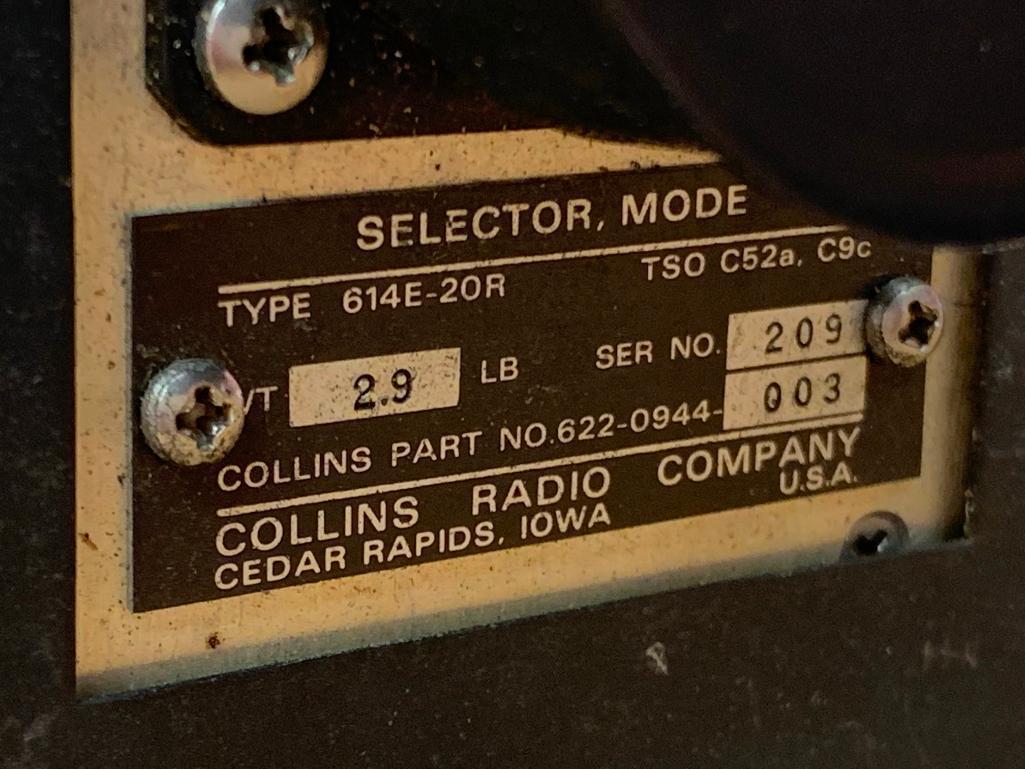 SELECTOR, MODE
TYPE 614E-20R TSO C52a, C9c
2.9 LB SER NO. 209
COLLINS PART NO.622-0944-003
COLLINS RADIO COMPANY
CEDAR RAPIDS, IOWA U.S.A.